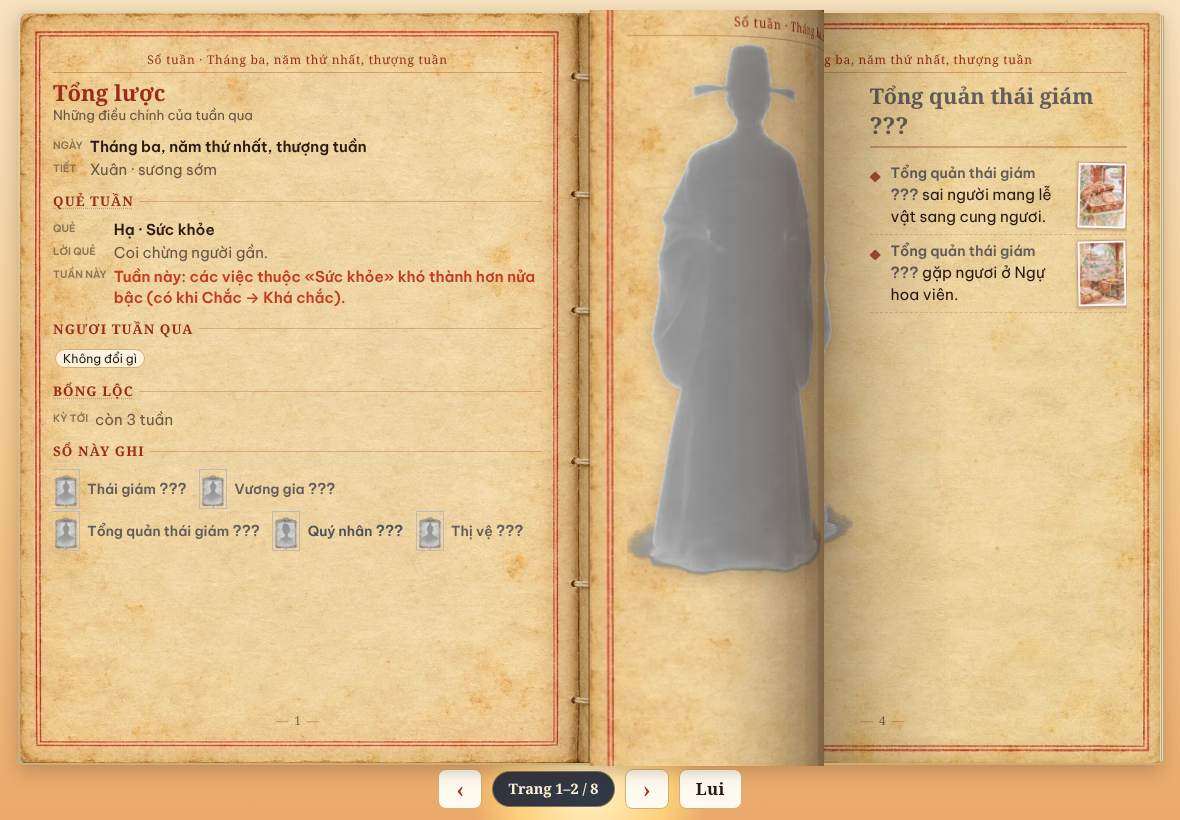 Sổ tuần · Tháng ba, năm thứ nhất, thượng tuần
Tổng lược
Những điều chính của tuần qua
NGÀY Tháng ba, năm thứ nhất, thượng tuần
TIẾT Xuân · sương sớm
QUẺ TUẦN
QUẺ Hạ · Sức khỏe
LỜI QUẺ Coi chừng người gần.
TUẦN NÀY Tuần này: các việc thuộc «Sức khỏe» khó thành hơn nửa
bậc (có khi Chắc → Khá chắc).
NGƯƠI TUẦN QUA
Không đổi gì
BỔNG LỘC
KỲ TỚI còn 3 tuần
SỔ NÀY GHI
Thái giám ??? Vương gia ???
Tổng quản thái giám ??? Quý nhân ??? Thị vệ ???
— 1 —
Sổ tuần · Tháng
ba, năm thứ nhất, thượng tuần
Tổng quản thái giám
???
Tổng quản thái giám
??? sai người mang lễ
vật sang cung ngươi.
Tổng quản thái giám
??? gặp ngươi ở Ngự
hoa viên.
— 4 —
‹ Trang 1–2 / 8 › Lui